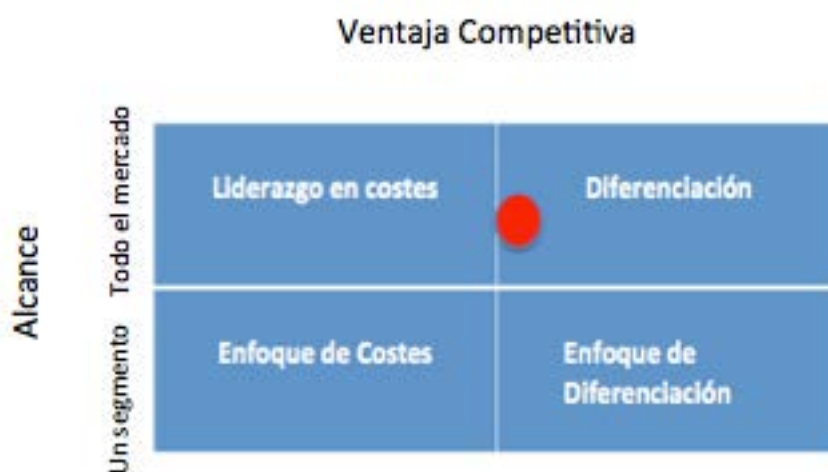 Ventaja Competitiva
Alcance
Todo el mercado
Liderazgo en costes
Diferenciación
Un segmento
Enfoque de Costes
Enfoque de
Diferenciación